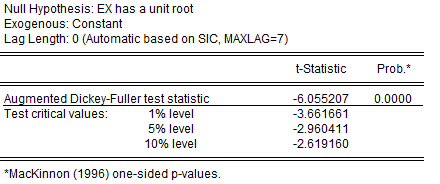 Null Hypothesis: EX has a unit root
Exogenous: Constant
Lag Length: 0 (Automatic based on SIC, MAXLAG=7)
t-Statistic Prob.*
Augmented Dickey-Fuller test statistic -6.055207 0.0000
Test critical values: 1% level -3.661661
5% level -2.960411
10% level -2.619160
*MacKinnon (1996) one-sided p-values.